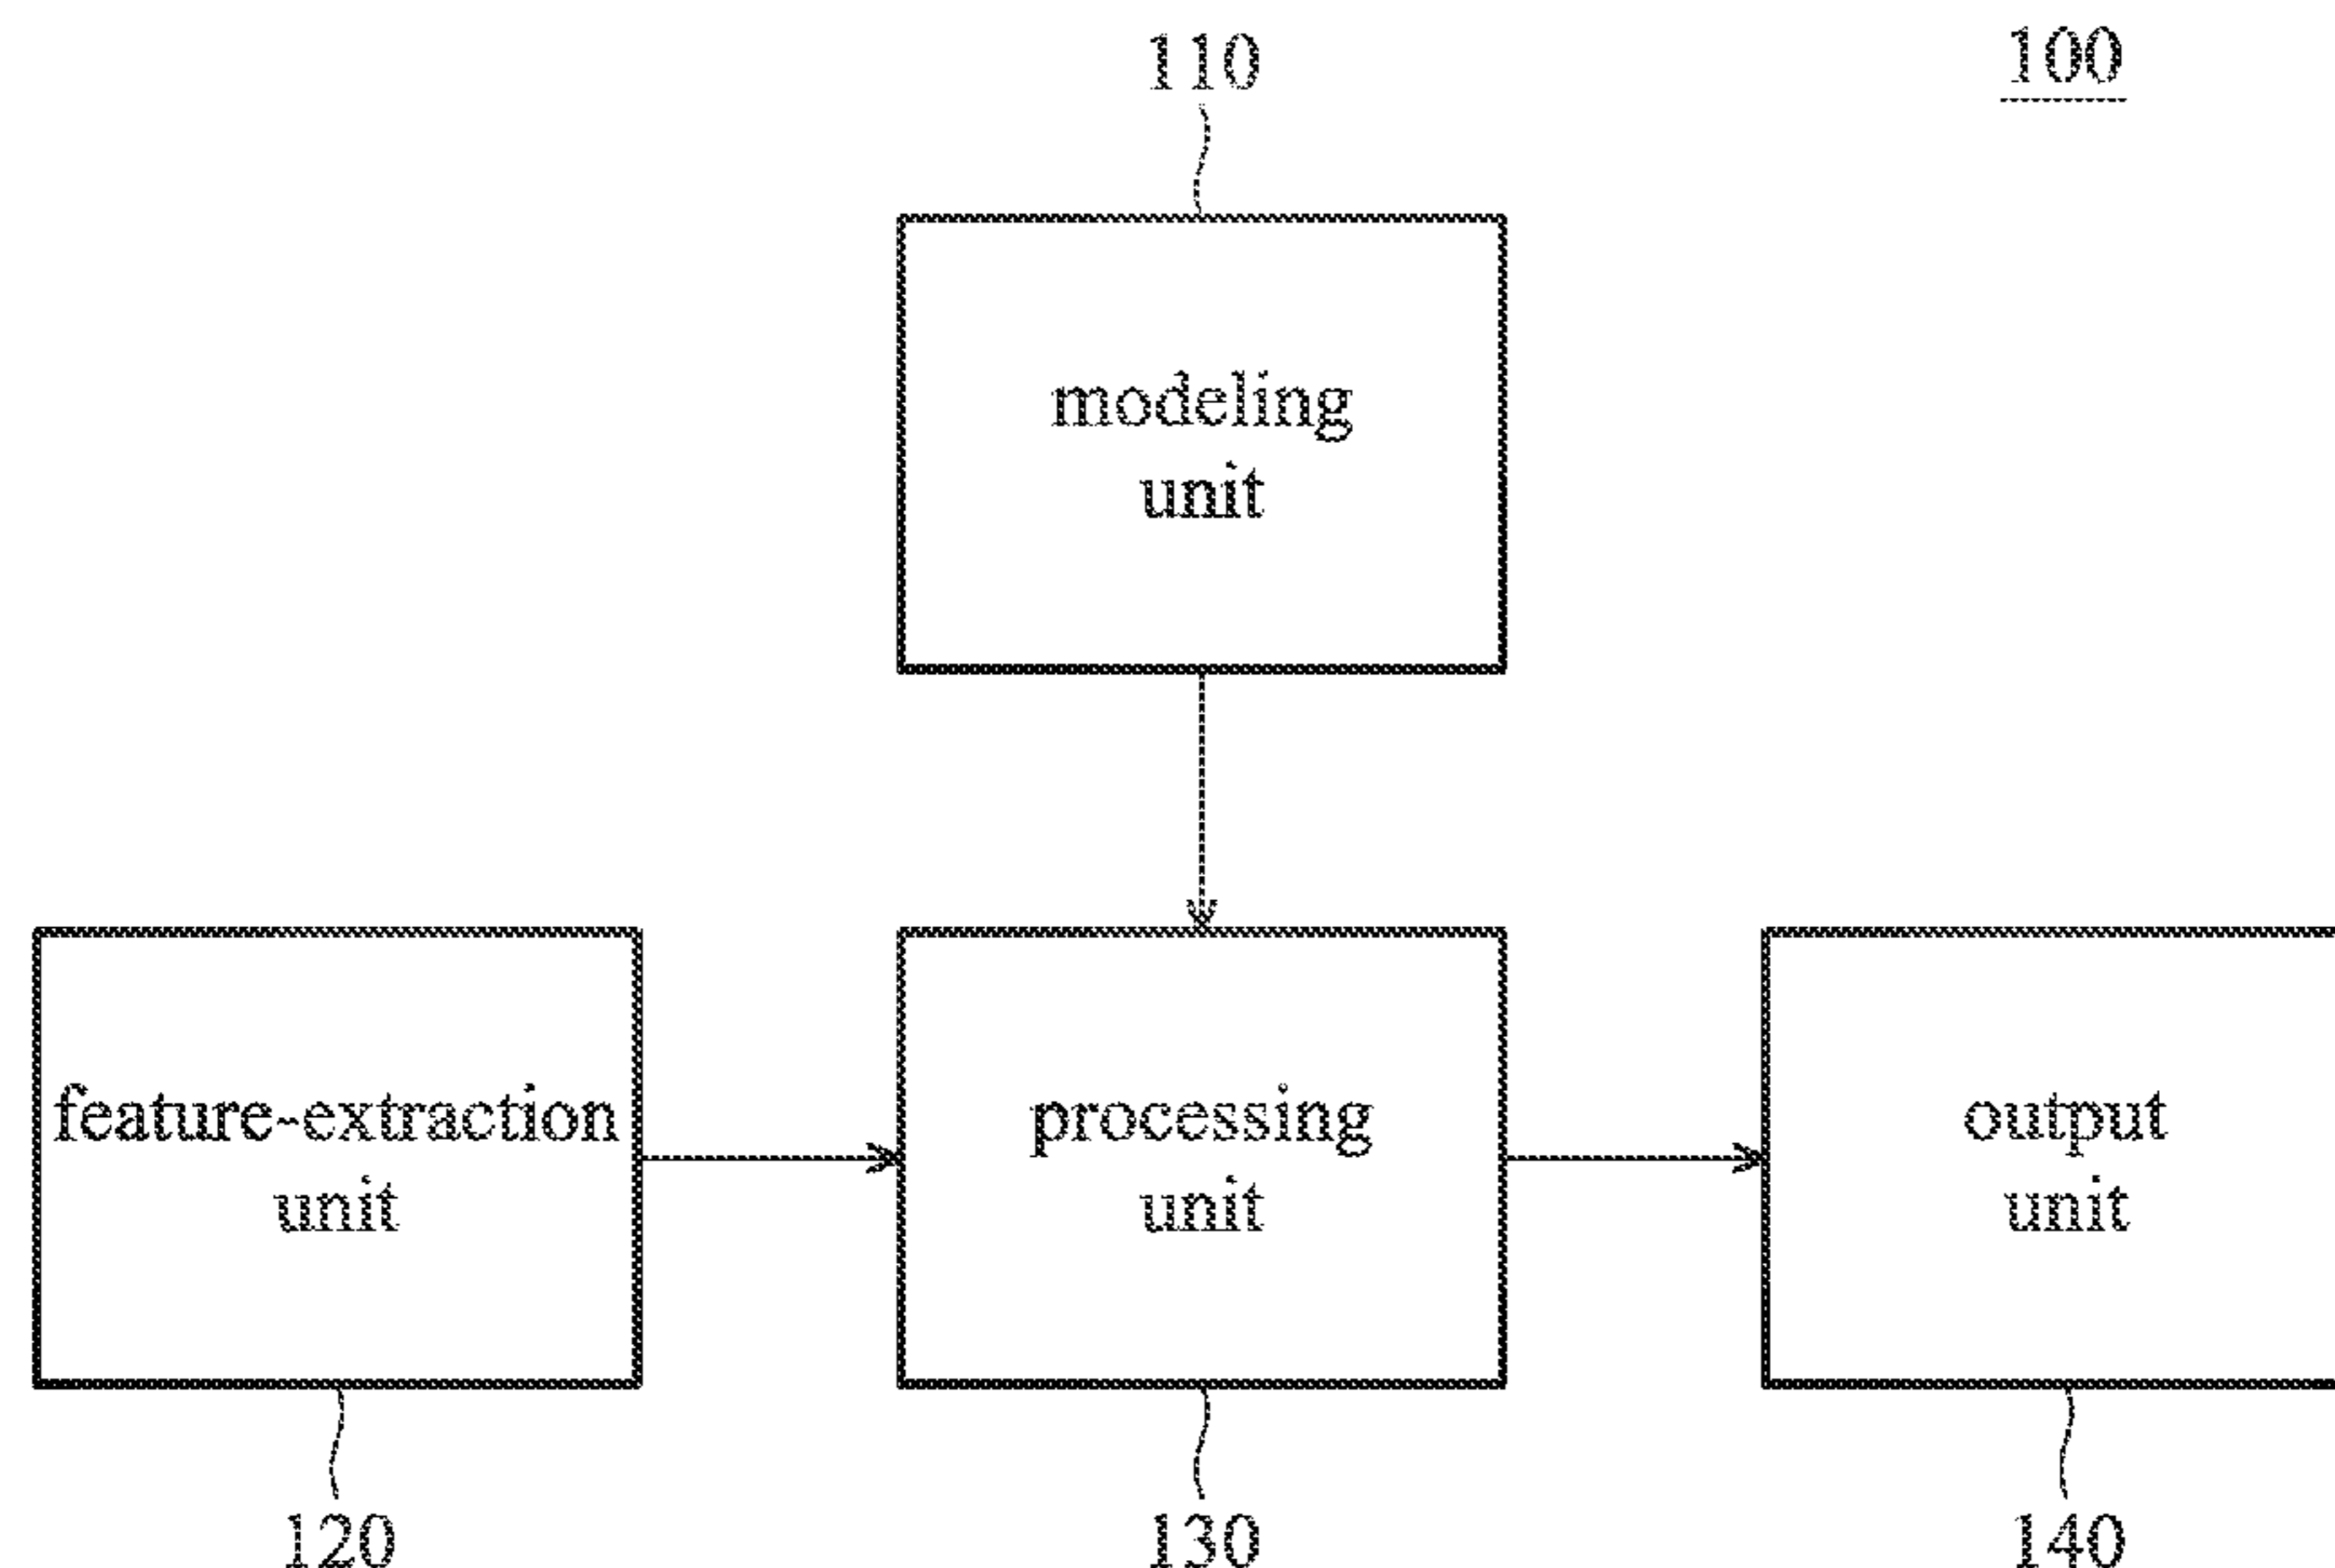 110
100
modeling
unit
feature-extraction
unit
processing
unit
output
unit
120
130
140